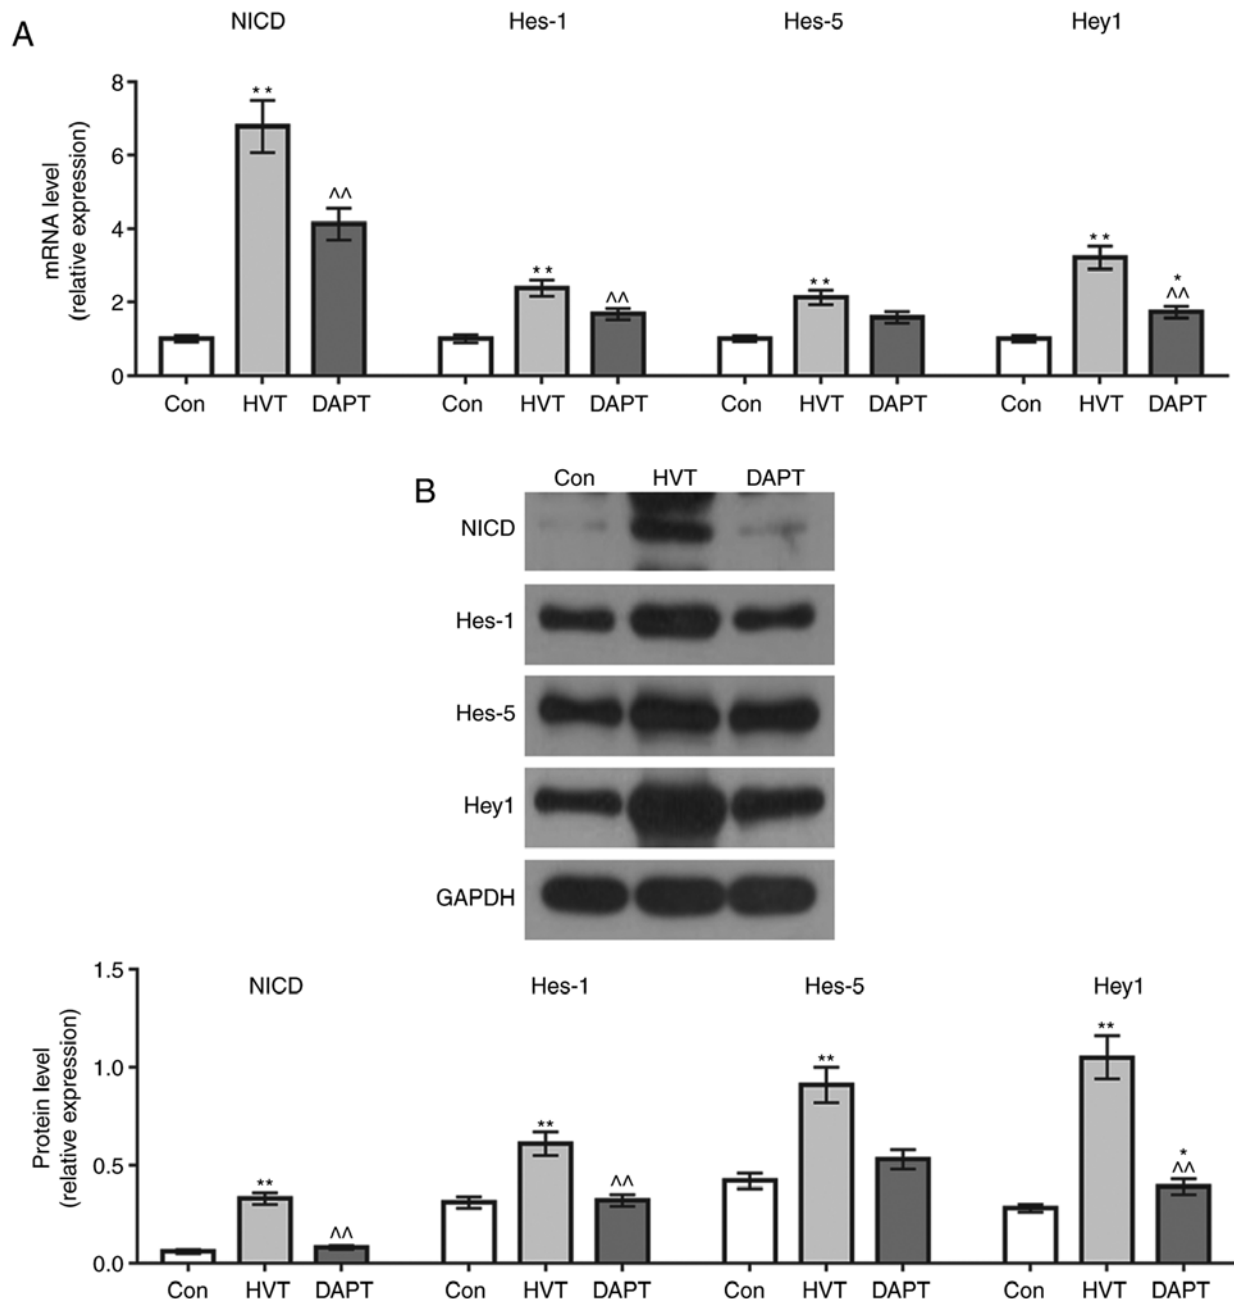 A
NICD Hes-1 Hes-5 Hey1
mRNA level
(relative expression)
8
6
4
2
0
** ^^ ** ^^ ** ** * ^^
Con HVT DAPT Con HVT DAPT Con HVT DAPT Con HVT DAPT
B
Con HVT DAPT
NICD
Hes-1
Hes-5
Hey1
GAPDH
Protein level
(relative expression)
1.5
1.0
0.5
0.0
NICD Hes-1 Hes-5 Hey1
** ^^ ** ^^ ** ** * ^^
Con HVT DAPT Con HVT DAPT Con HVT DAPT Con HVT DAPT